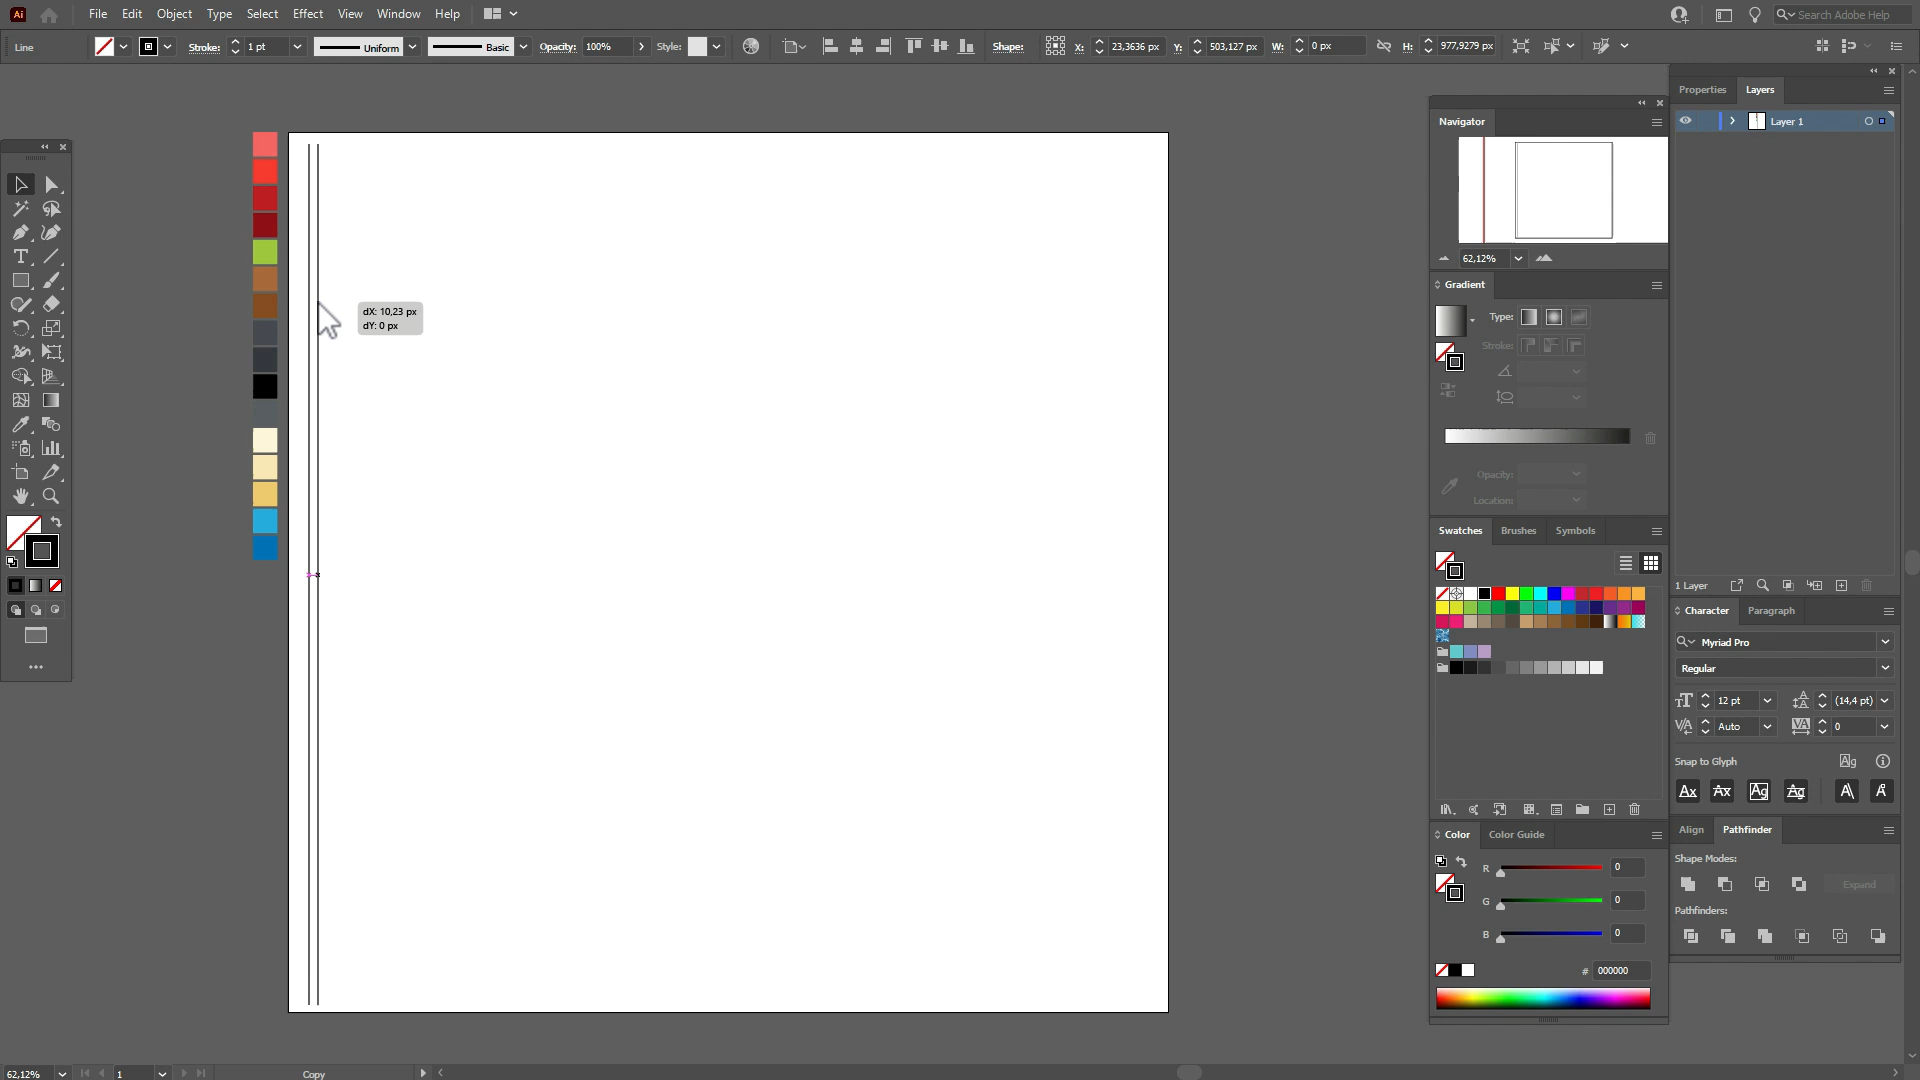 Ai
File Edit Object Type Select Effect View Window Help
Search Adobe Help
Line
Stroke: 1 pt
Uniform
Basic
Opacity: 100%
Style:
Shape:
X: 23,3636 px
Y: 503,127 px
W: 0 px
H: 977,9279 px
dX: 10,23 px
dY: 0 px
Navigator
62,12%
Gradient
Type:
Stroke:
Opacity:
Location:
Swatches Brushes Symbols
Color Color Guide
R 0
G 0
B 0
# 000000
Properties Layers
Layer 1
1 Layer
Character Paragraph
Myriad Pro
Regular
12 pt
(14,4 pt)
Auto
0
Snap to Glyph
Align Pathfinder
Shape Modes:
Expand
Pathfinders:
62,12%
1
Copy